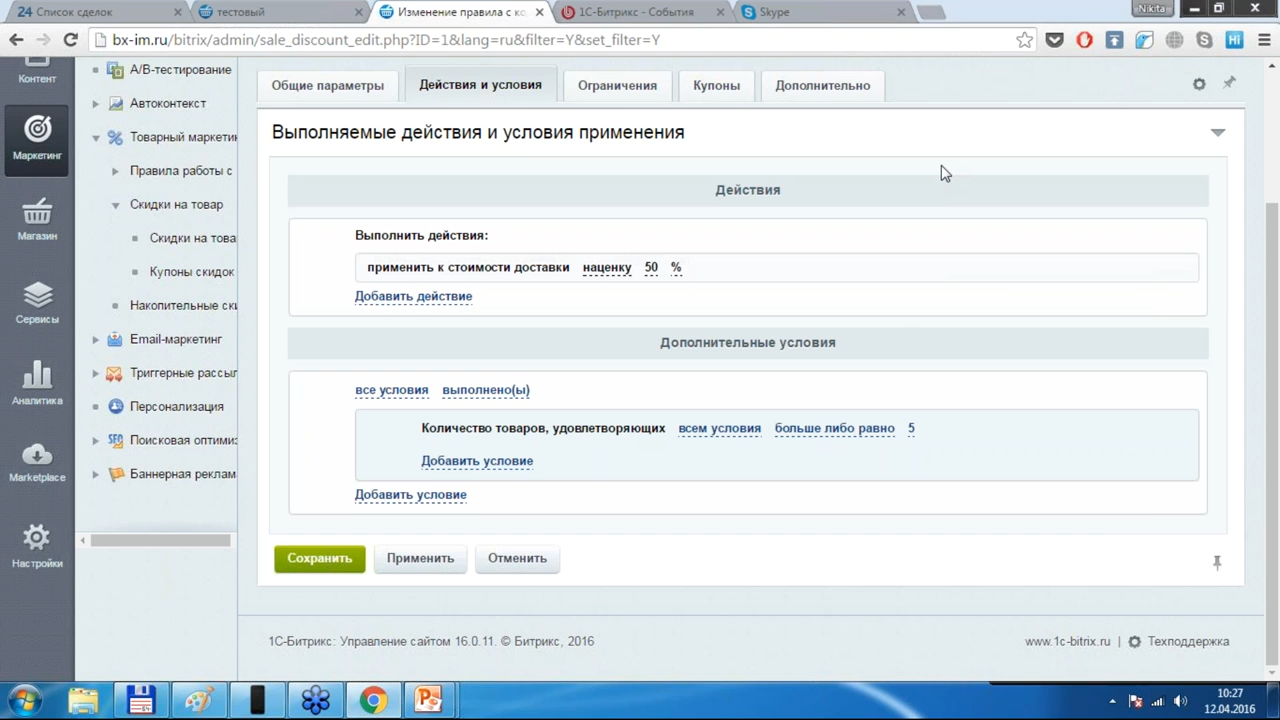 24 Список сделок
тестовый
Изменение правила с ко
1С-Битрикс - События
Skype
Nikita
bx-im.ru/bitrix/admin/sale_discount_edit.php?ID=1&lang=ru&filter=Y&set_filter=Y
Контент
Маркетинг
Магазин
Сервисы
Аналитика
Marketplace
Настройки
A/B-тестирование
Автоконтекст
Товарный маркетин
Правила работы с
Скидки на товар
Скидки на това
Купоны скидок
Накопительные ски
Email-маркетинг
Триггерные рассыл
Персонализация
SEO Поисковая оптимиз
Баннерная реклам
Общие параметры
Действия и условия
Ограничения
Купоны
Дополнительно
Выполняемые действия и условия применения
Действия
Выполнить действия:
применить к стоимости доставки наценку 50 %
Добавить действие
Дополнительные условия
все условия выполнено(ы)
Количество товаров, удовлетворяющих всем условия больше либо равно 5
Добавить условие
Добавить условие
Сохранить
Применить
Отменить
1С-Битрикс: Управление сайтом 16.0.11. © Битрикс, 2016
www.1c-bitrix.ru | Техподдержка
10:27
12.04.2016